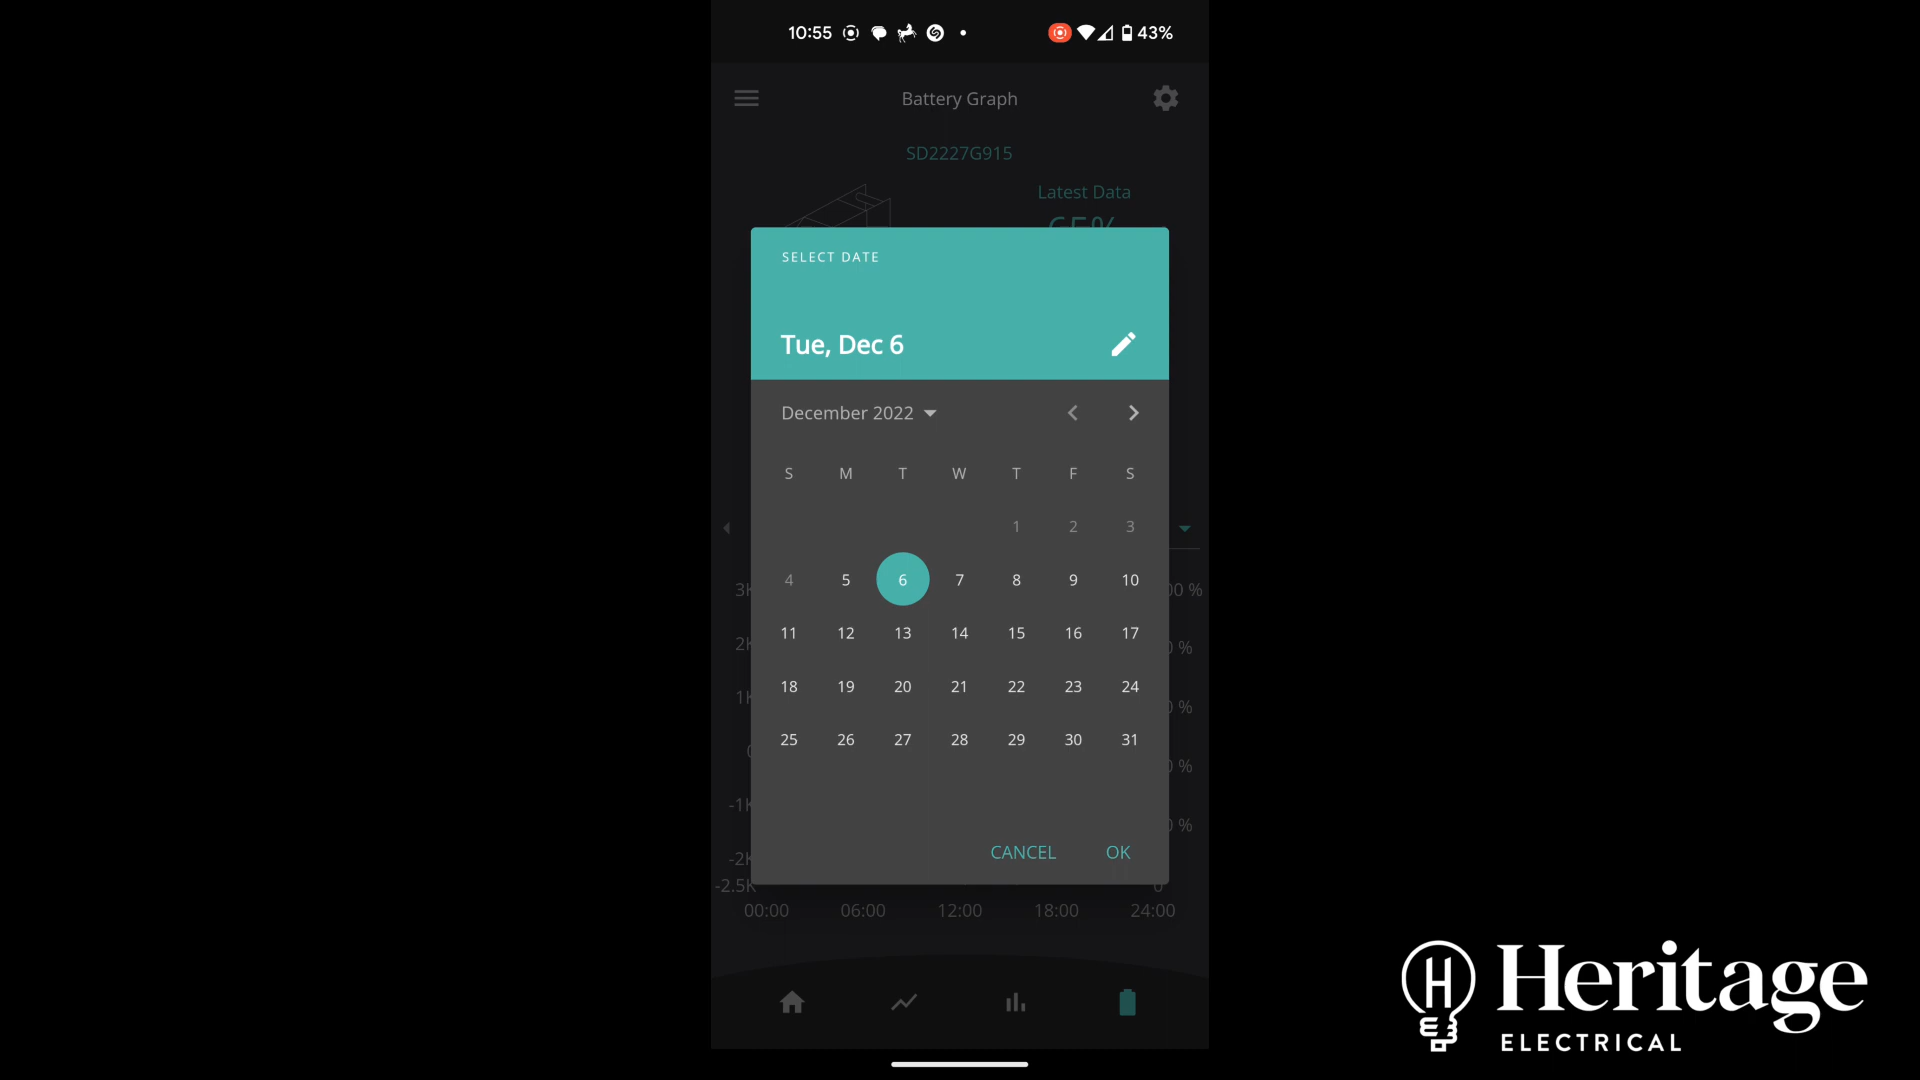 10:55
43%
Battery Graph
SD2227G915
Latest Data
65%
SELECT DATE
Tue, Dec 6
December 2022
S M T W T F S
1 2 3
4 5 6 7 8 9 10
11 12 13 14 15 16 17
18 19 20 21 22 23 24
25 26 27 28 29 30 31
CANCEL OK
-2.5K
0
00:00 06:00 12:00 18:00 24:00
Heritage
ELECTRICAL